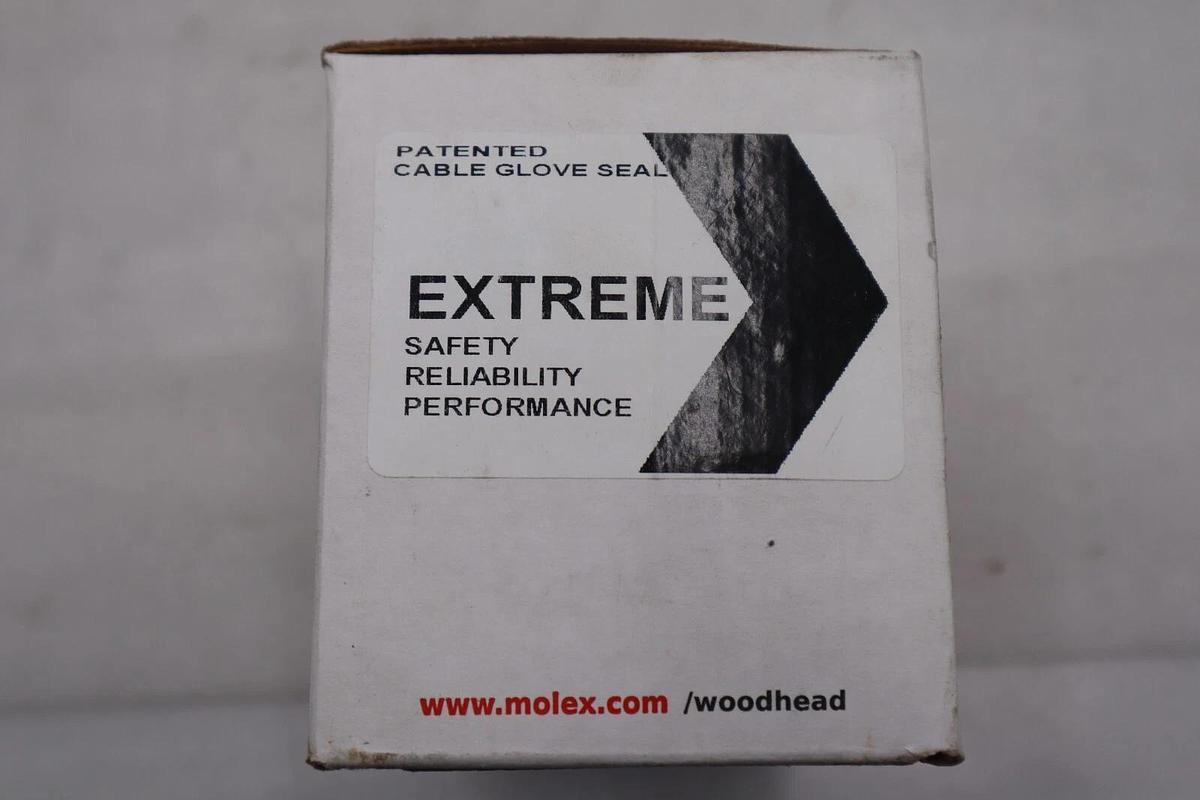 PATENTED
CABLE GLOVE SEAL
EXTREME
SAFETY
RELIABILITY
PERFORMANCE
www.molex.com /woodhead